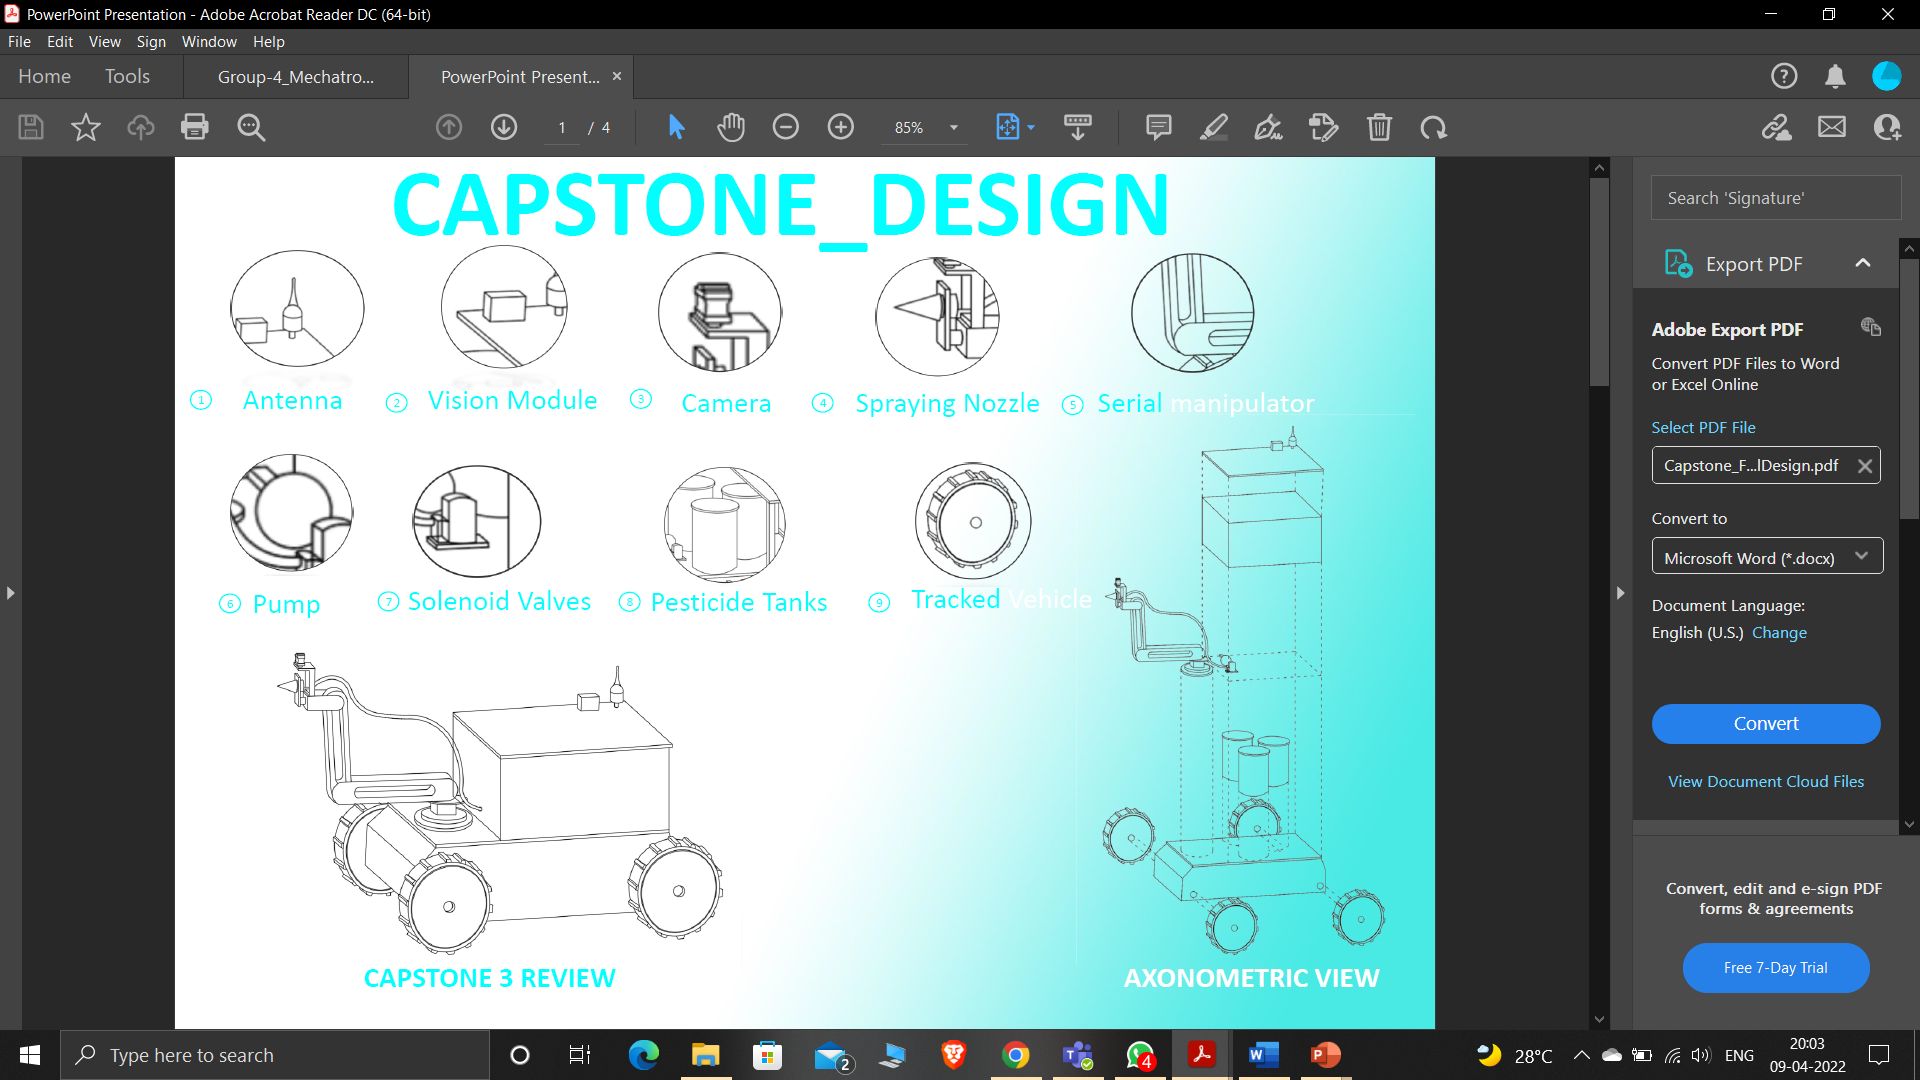 PowerPoint Presentation - Adobe Acrobat Reader DC (64-bit)
File Edit View Sign Window Help
Home Tools Group-4_Mechatro... PowerPoint Present... ×
1 / 4 85%
CAPSTONE_DESIGN
1 Antenna 2 Vision Module 3 Camera 4 Spraying Nozzle 5 Serial manipulator
6 Pump 7 Solenoid Valves 8 Pesticide Tanks 9 Tracked Vehicle
CAPSTONE 3 REVIEW
AXONOMETRIC VIEW
Search 'Signature'
Export PDF
Adobe Export PDF
Convert PDF Files to Word
or Excel Online
Select PDF File
Capstone_F...lDesign.pdf
Convert to
Microsoft Word (*.docx)
Document Language:
English (U.S.) Change
Convert
View Document Cloud Files
Convert, edit and e-sign PDF
forms & agreements
Free 7-Day Trial
Type here to search
2
4
28°C
ENG
20:03
09-04-2022